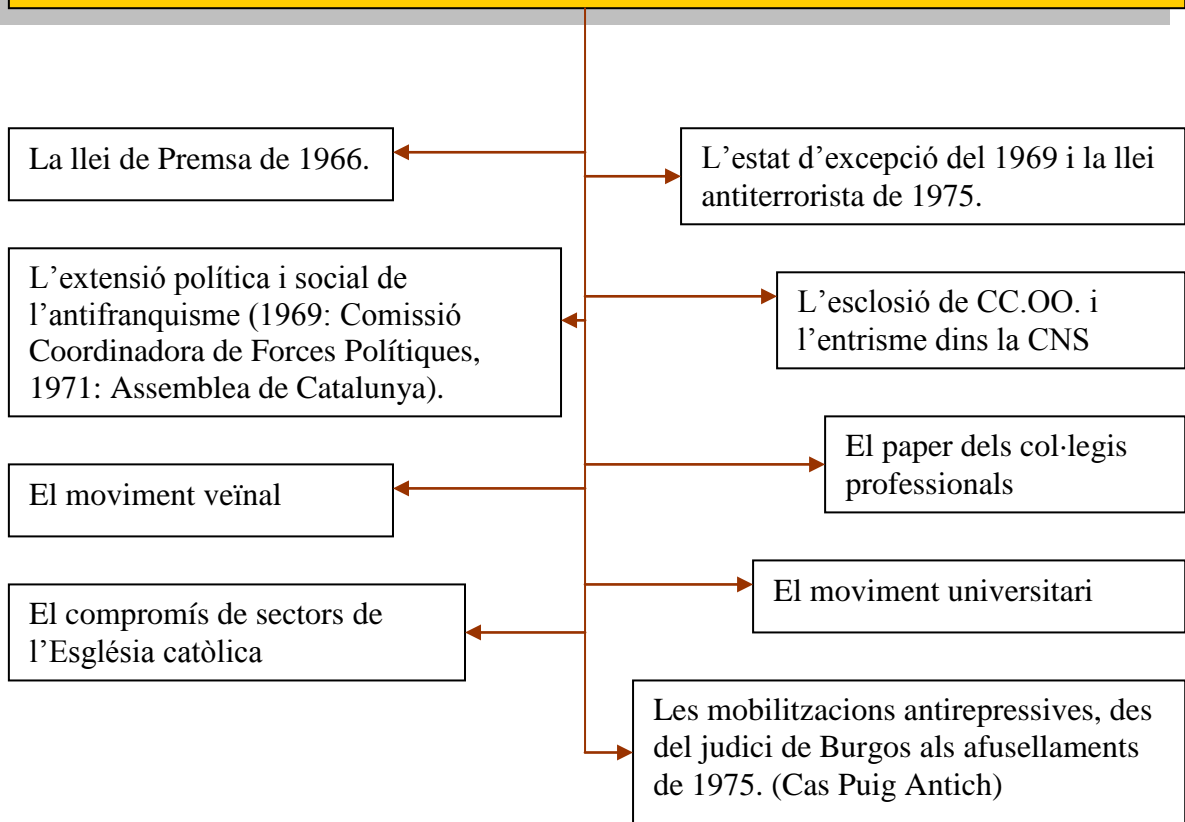 La llei de Premsa de 1966.
L’estat d’excepció del 1969 i la llei
antiterrorista de 1975.
L’extensió política i social de
l’antifranquisme (1969: Comissió
Coordinadora de Forces Polítiques,
1971: Assemblea de Catalunya).
L’esclosió de CC.OO. i
l’entrisme dins la CNS
El paper dels col·legis
professionals
El moviment veïnal
El moviment universitari
El compromís de sectors de
l’Església catòlica
Les mobilitzacions antirepressives, des
del judici de Burgos als afusellaments
de 1975. (Cas Puig Antich)